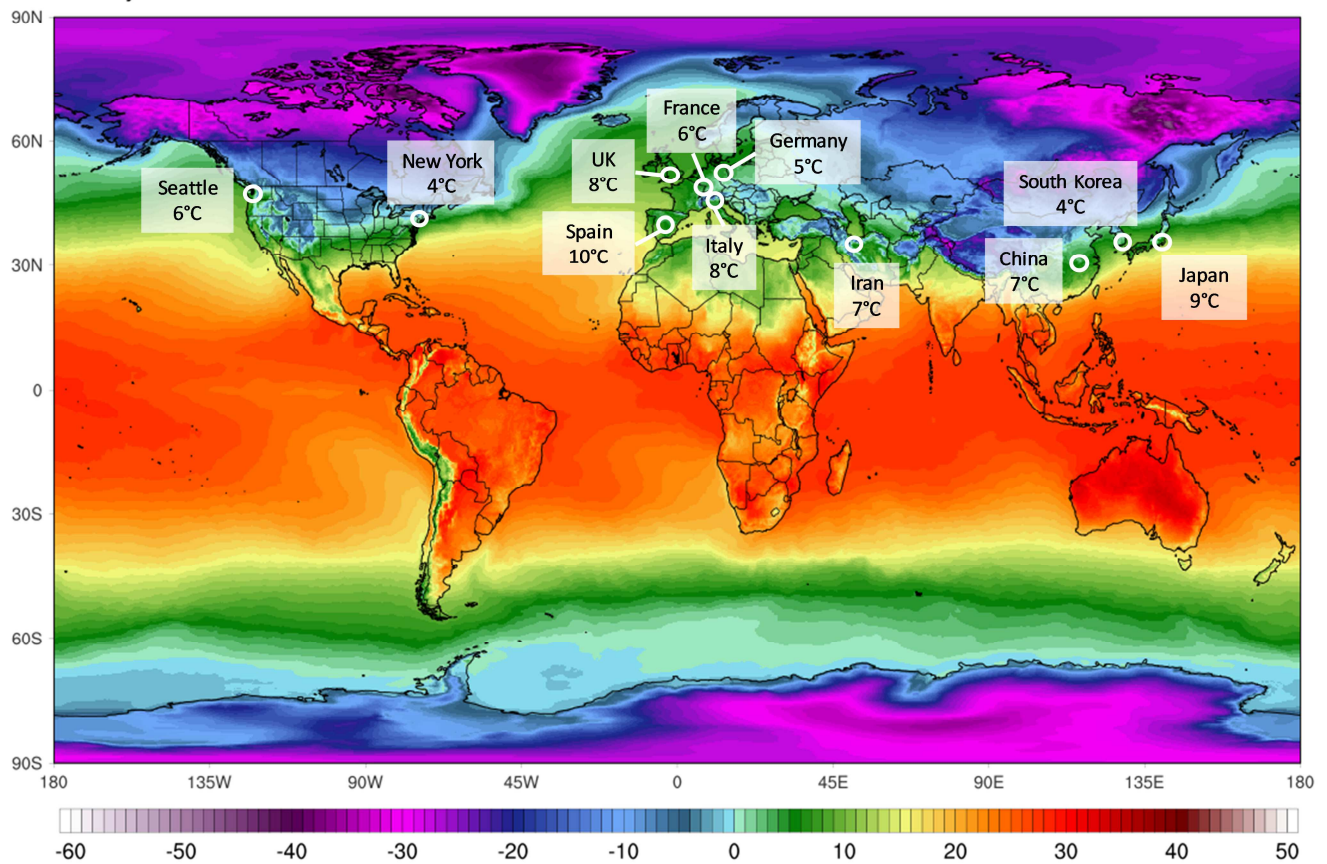 90N
60N
30N
0
30S
60S
90S
Seattle
6°C
New York
4°C
UK
8°C
Spain
10°C
France
6°C
Germany
5°C
Italy
8°C
Iran
7°C
South Korea
4°C
China
7°C
Japan
9°C
180 135W 90W 45W 0 45E 90E 135E 180
-60 -50 -40 -30 -20 -10 0 10 20 30 40 50